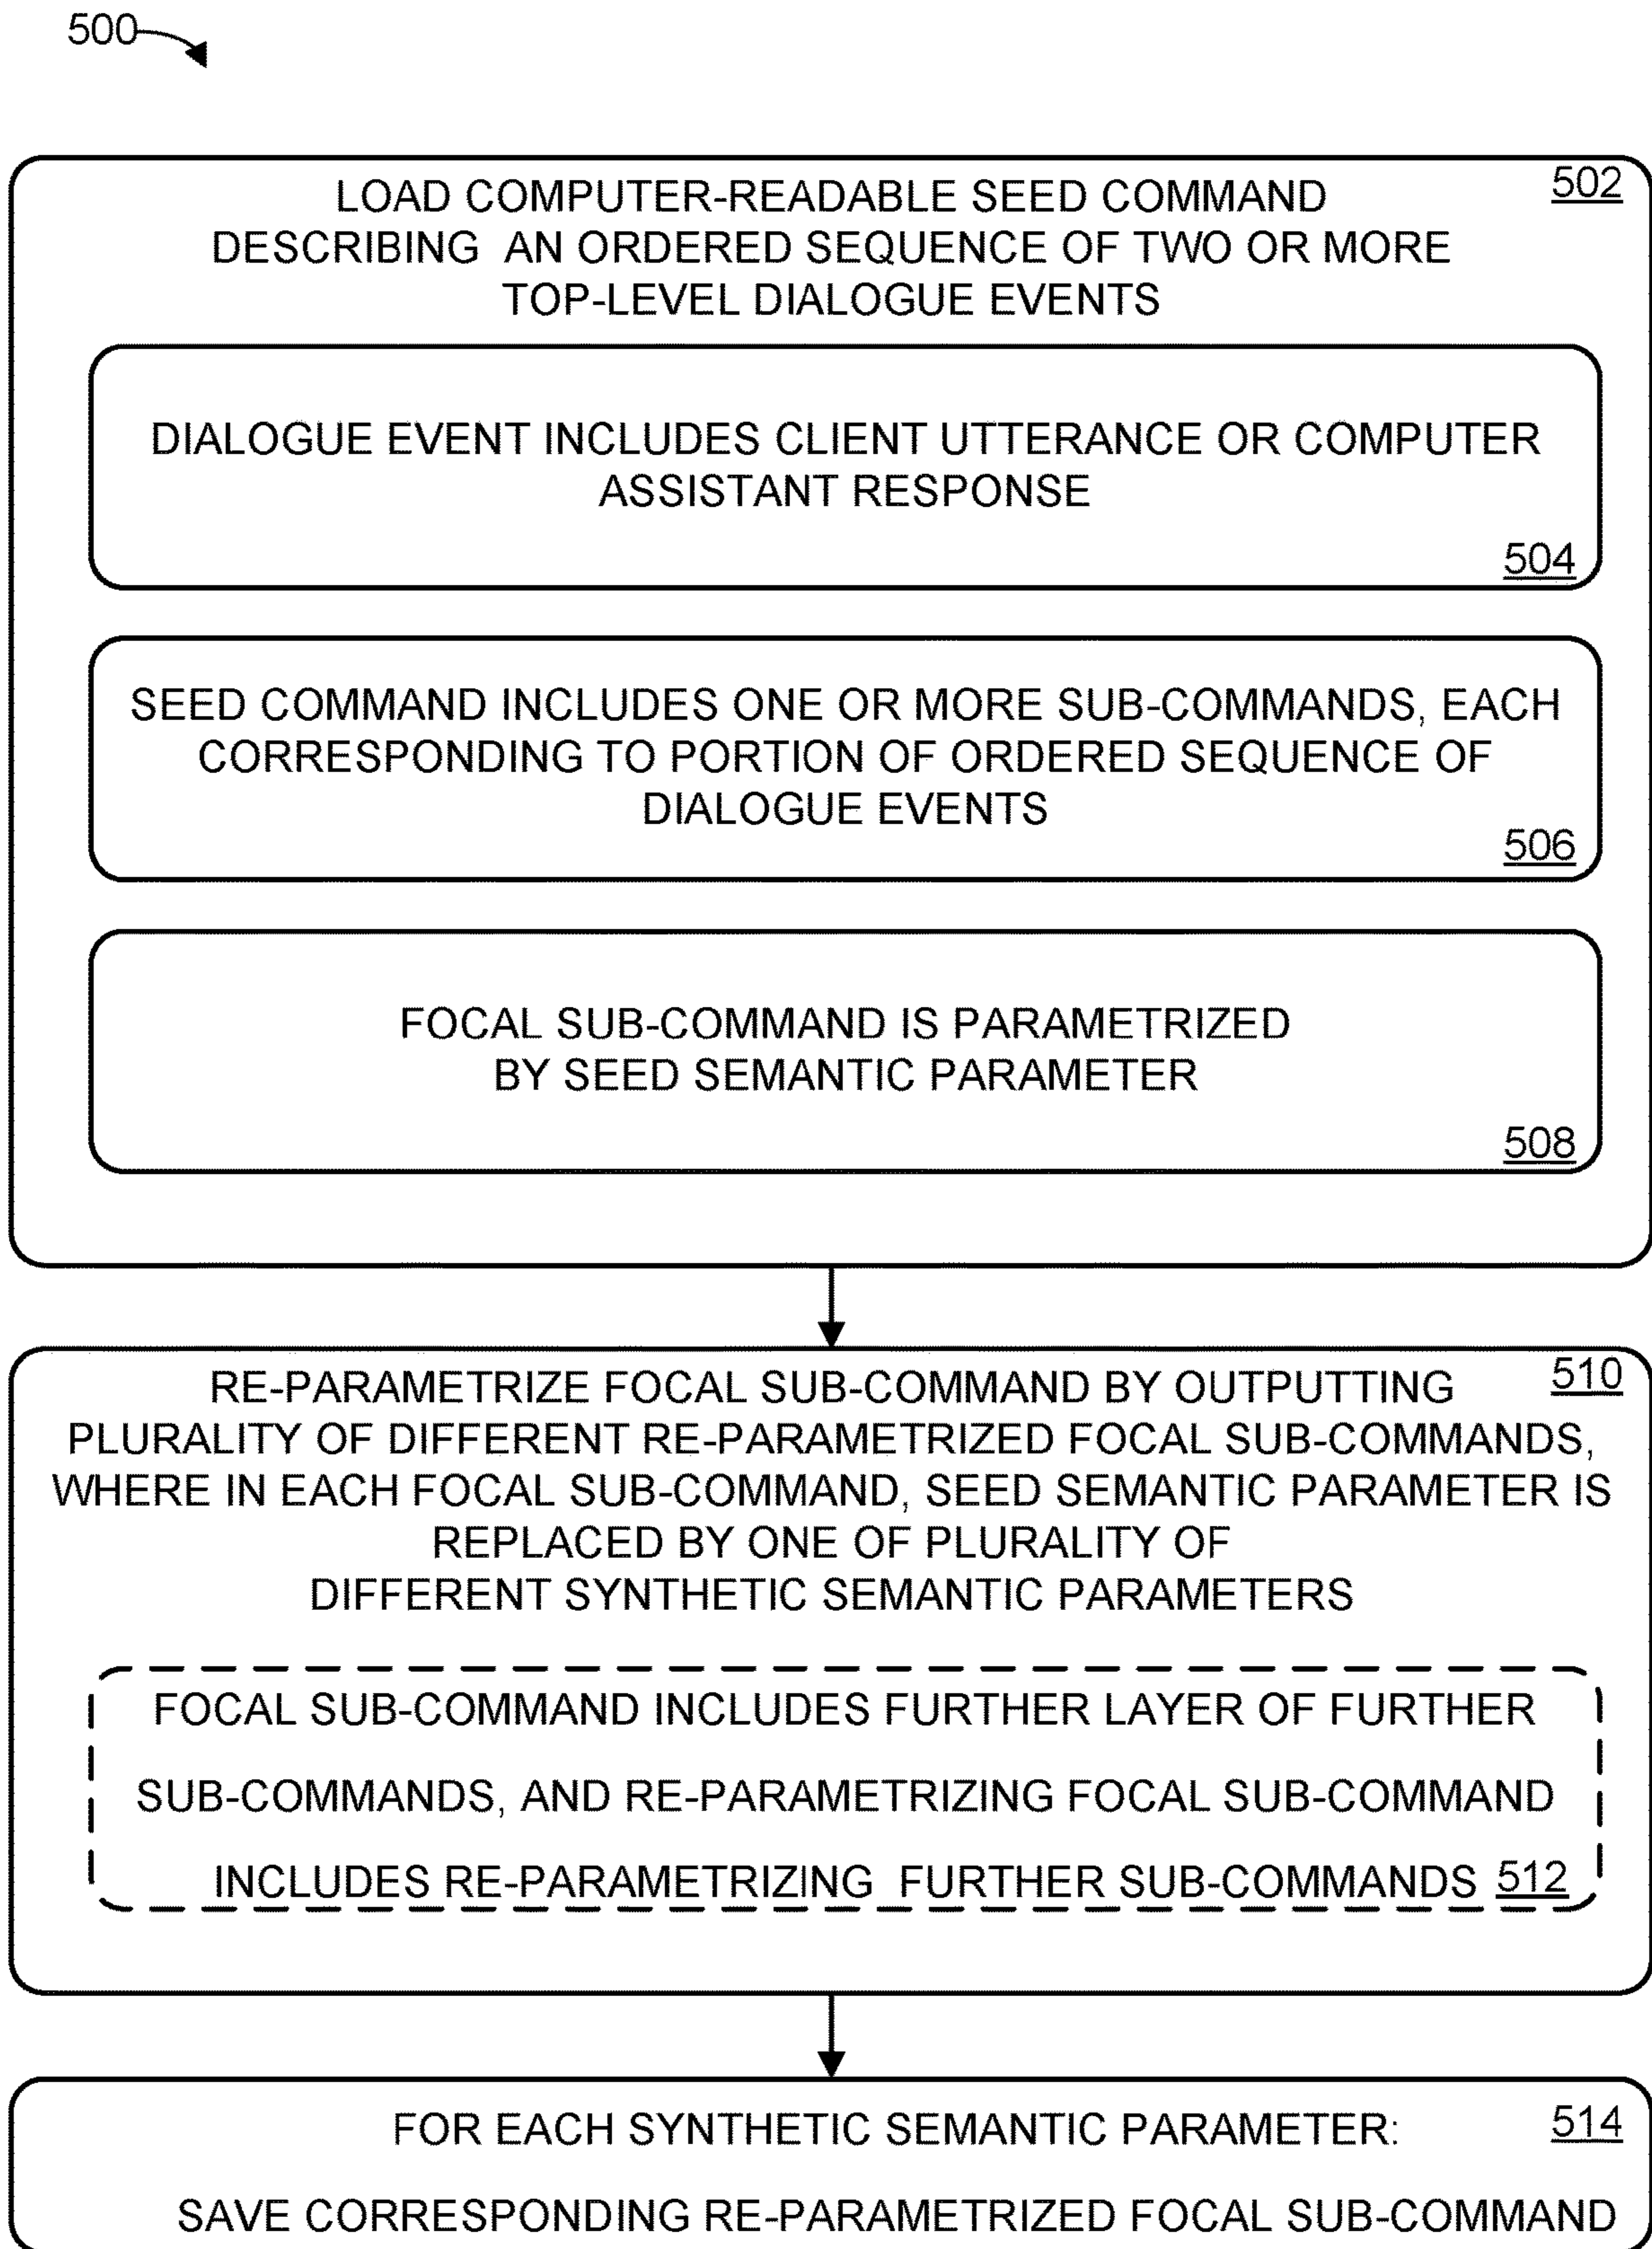 500
502
LOAD COMPUTER-READABLE SEED COMMAND
DESCRIBING AN ORDERED SEQUENCE OF TWO OR MORE
TOP-LEVEL DIALOGUE EVENTS
DIALOGUE EVENT INCLUDES CLIENT UTTERANCE OR COMPUTER
ASSISTANT RESPONSE
504
SEED COMMAND INCLUDES ONE OR MORE SUB-COMMANDS, EACH
CORRESPONDING TO PORTION OF ORDERED SEQUENCE OF
DIALOGUE EVENTS
506
FOCAL SUB-COMMAND IS PARAMETRIZED
BY SEED SEMANTIC PARAMETER
508
510
RE-PARAMETRIZE FOCAL SUB-COMMAND BY OUTPUTTING
PLURALITY OF DIFFERENT RE-PARAMETRIZED FOCAL SUB-COMMANDS,
WHERE IN EACH FOCAL SUB-COMMAND, SEED SEMANTIC PARAMETER IS
REPLACED BY ONE OF PLURALITY OF
DIFFERENT SYNTHETIC SEMANTIC PARAMETERS
FOCAL SUB-COMMAND INCLUDES FURTHER LAYER OF FURTHER
SUB-COMMANDS, AND RE-PARAMETRIZING FOCAL SUB-COMMAND
INCLUDES RE-PARAMETRIZING FURTHER SUB-COMMANDS 512
FOR EACH SYNTHETIC SEMANTIC PARAMETER: 514
SAVE CORRESPONDING RE-PARAMETRIZED FOCAL SUB-COMMAND